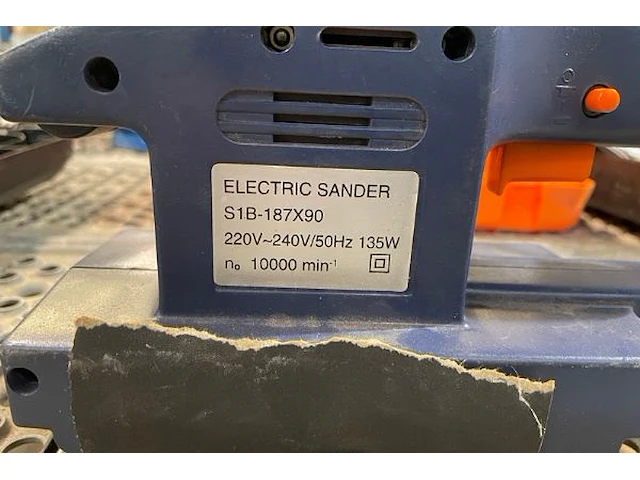 ELECTRIC SANDER
S1B-187X90
220V~240V/50Hz 135W
n₀ 10000 min⁻¹